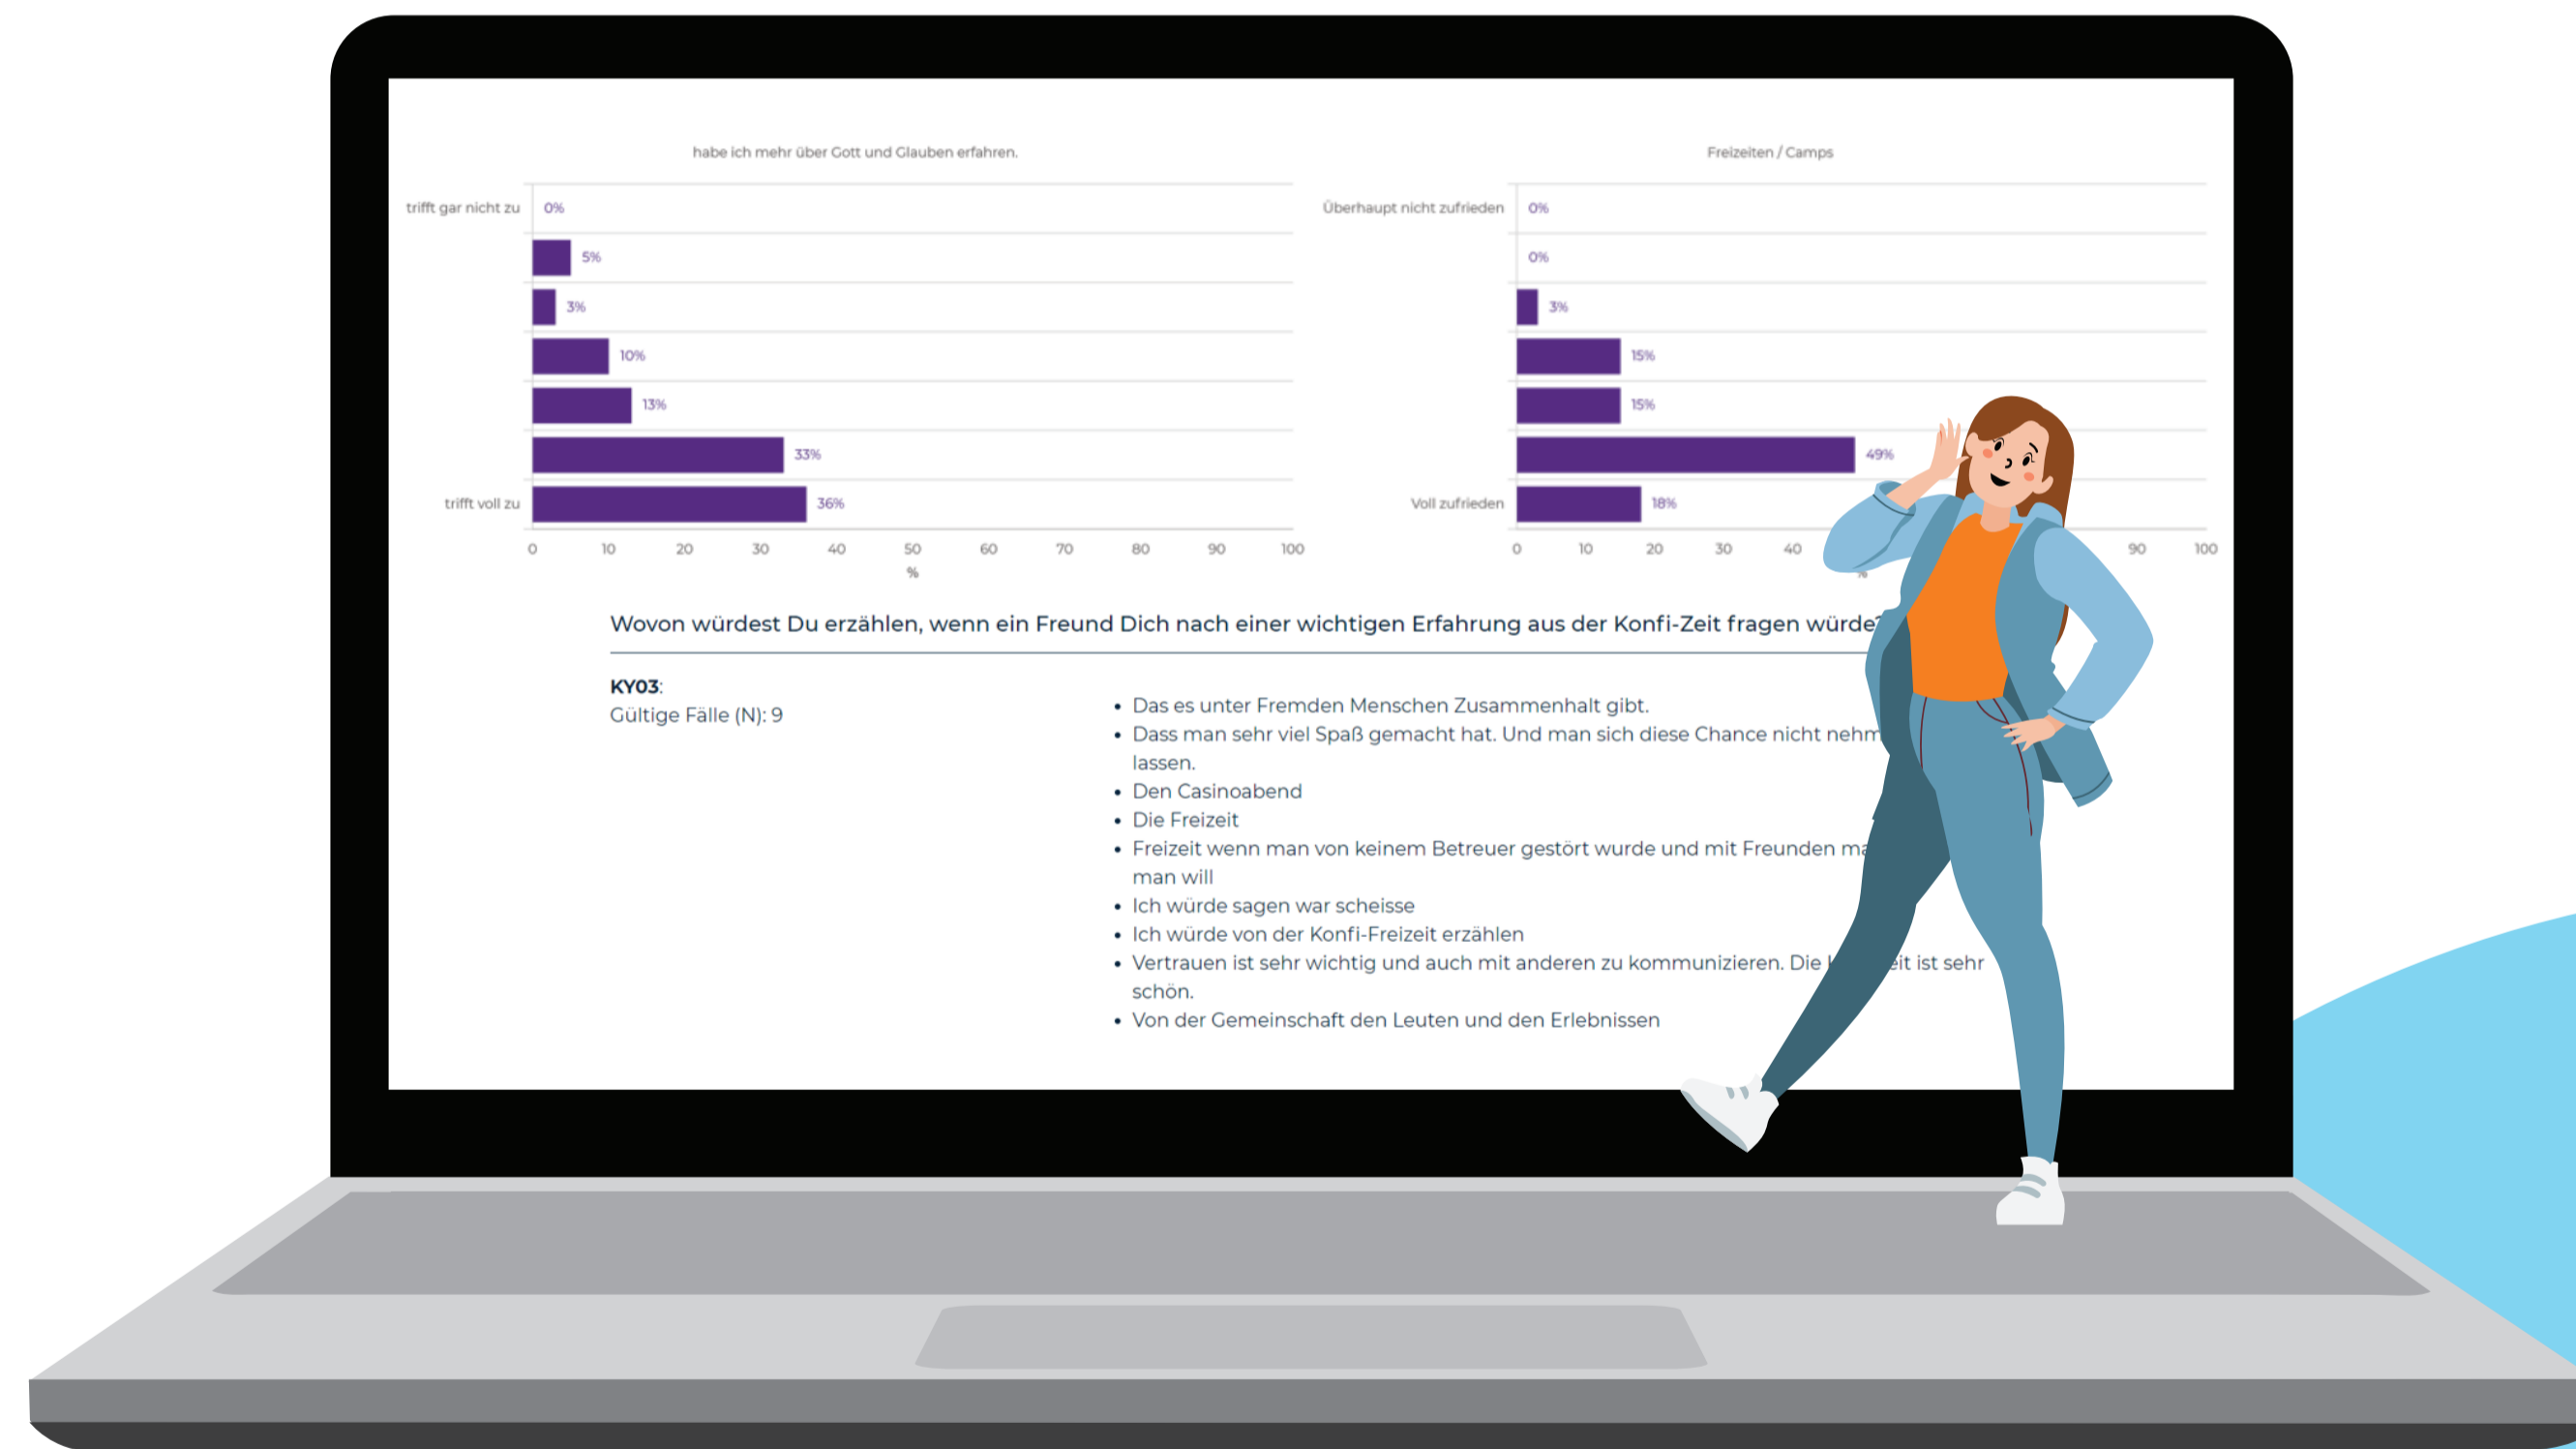 habe ich mehr über Gott und Glauben erfahren.
trifft gar nicht zu 0%
5%
3%
10%
13%
33%
trifft voll zu 36%
0 10 20 30 40 50 60 70 80 90 100
%
Freizeiten / Camps
Überhaupt nicht zufrieden 0%
0%
3%
15%
15%
49%
Voll zufrieden 18%
0 10 20 30 40 90 100
%
Wovon würdest Du erzählen, wenn ein Freund Dich nach einer wichtigen Erfahrung aus der Konfi-Zeit fragen würde?
KY03:
Gültige Fälle (N): 9
• Das es unter Fremden Menschen Zusammenhalt gibt.
• Dass man sehr viel Spaß gemacht hat. Und man sich diese Chance nicht
lassen.
• Den Casinoabend
• Die Freizeit
• Freizeit wenn man von keinem Betreuer gestört wurde und mit Freunden
man will
• Ich würde sagen war scheisse
• Ich würde von der Konfi-Freizeit erzählen
• Vertrauen ist sehr wichtig und auch mit anderen zu kommunizieren. Die ist sehr
schön.
• Von der Gemeinschaft den Leuten und den Erlebnissen